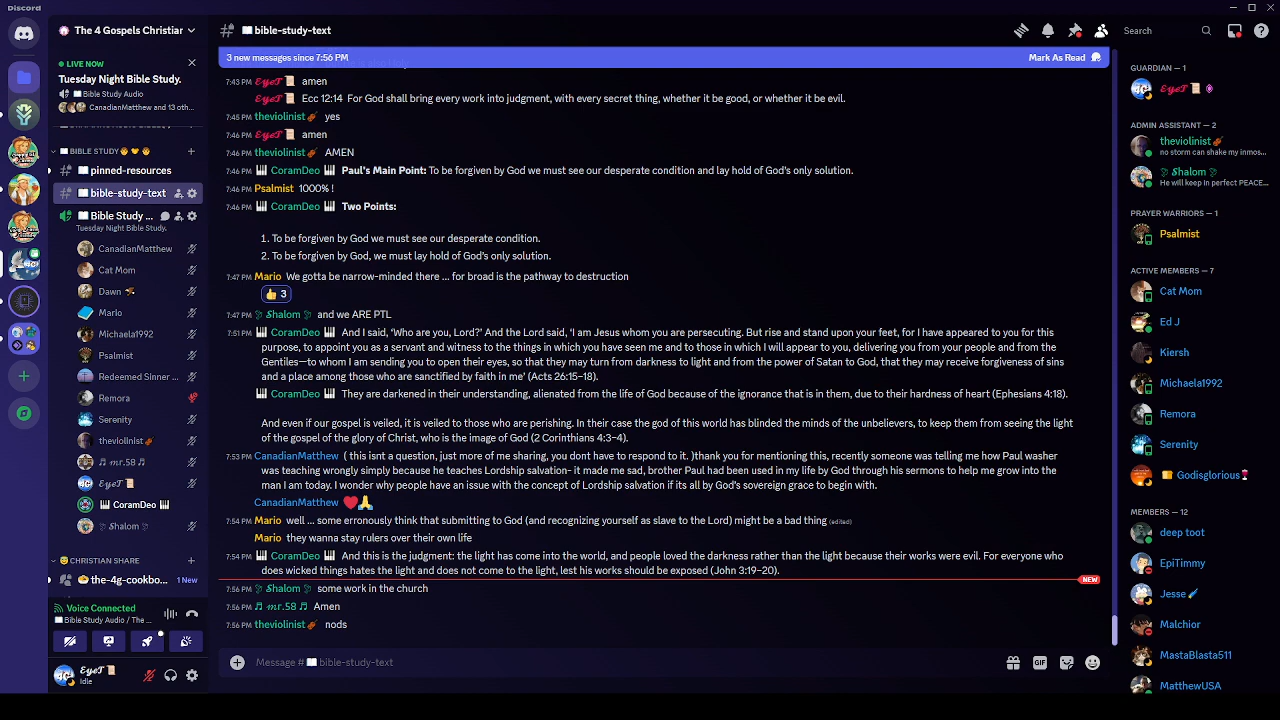 Discord
The 4 Gospels Christian
bible-study-text
Search
3 new messages since 7:56 PM
Mark As Read
LIVE NOW
Tuesday Night Bible Study.
Bible Study Audio
CanadianMatthew and 13 oth...
BIBLE STUDY
pinned-resources
bible-study-text
Bible Study ...
Tuesday Night Bible Study.
CanadianMatthew
Cat Mom
Dawn
Mario
Michaela1992
Psalmist
Redeemed Sinner ...
Remora
Serenity
theviolinist
mr.58
EyeT
CoramDeo
Shalom
CHRISTIAN SHARE
the-4g-cookbo...
1 New
Voice Connected
Bible Study Audio / The ...
EyeT
Idle
7:43 PM EyeT amen
EyeT Ecc 12:14 For God shall bring every work into judgment, with every secret thing, whether it be good, or whether it be evil.
7:45 PM theviolinist yes
7:46 PM EyeT amen
7:46 PM theviolinist AMEN
7:46 PM CoramDeo Paul's Main Point: To be forgiven by God we must see our desperate condition and lay hold of God's only solution.
7:46 PM Psalmist 1000% !
7:46 PM CoramDeo Two Points:
1. To be forgiven by God we must see our desperate condition.
2. To be forgiven by God, we must lay hold of God's only solution.
7:47 PM Mario We gotta be narrow-minded there ... for broad is the pathway to destruction
👍 3
7:47 PM Shalom and we ARE PTL
7:51 PM CoramDeo And I said, 'Who are you, Lord?' And the Lord said, 'I am Jesus whom you are persecuting. But rise and stand upon your feet, for I have appeared to you for this
purpose, to appoint you as a servant and witness to the things in which you have seen me and to those in which I will appear to you, delivering you from your people and from the
Gentiles—to whom I am sending you to open their eyes, so that they may turn from darkness to light and from the power of Satan to God, that they may receive forgiveness of sins
and a place among those who are sanctified by faith in me' (Acts 26:15–18).
CoramDeo They are darkened in their understanding, alienated from the life of God because of the ignorance that is in them, due to their hardness of heart (Ephesians 4:18).
And even if our gospel is veiled, it is veiled to those who are perishing. In their case the god of this world has blinded the minds of the unbelievers, to keep them from seeing the light
of the gospel of the glory of Christ, who is the image of God (2 Corinthians 4:3–4).
7:53 PM CanadianMatthew ( this isnt a question, just more of me sharing, you dont have to respond to it. )thank you for mentioning this, recently someone was telling me how Paul washer
was teaching wrongly simply because he teaches Lordship salvation- it made me sad, brother Paul had been used in my life by God through his sermons to help me grow into the
man I am today. I wonder why people have an issue with the concept of Lordship salvation if its all by God's sovereign grace to begin with.
CanadianMatthew ❤️🙏
7:54 PM Mario well ... some erronously think that submitting to God (and recognizing yourself as slave to the Lord) might be a bad thing (edited)
Mario they wanna stay rulers over their own life
7:54 PM CoramDeo And this is the judgment: the light has come into the world, and people loved the darkness rather than the light because their works were evil. For everyone who
does wicked things hates the light and does not come to the light, lest his works should be exposed (John 3:19–20).
NEW
7:56 PM Shalom some work in the church
7:56 PM mr.58 Amen
7:56 PM theviolinist nods
Message # bible-study-text
GIF
GUARDIAN — 1
EyeT
ADMIN ASSISTANT — 2
theviolinist
no storm can shake my inmos...
Shalom
He will keep in perfect PEACE...
PRAYER WARRIORS — 1
Psalmist
ACTIVE MEMBERS — 7
Cat Mom
Ed J
Kiersh
Michaela1992
Remora
Serenity
Godisglorious
MEMBERS — 12
deep toot
EpiTimmy
Jesse
Malchior
MastaBlasta511
MatthewUSA